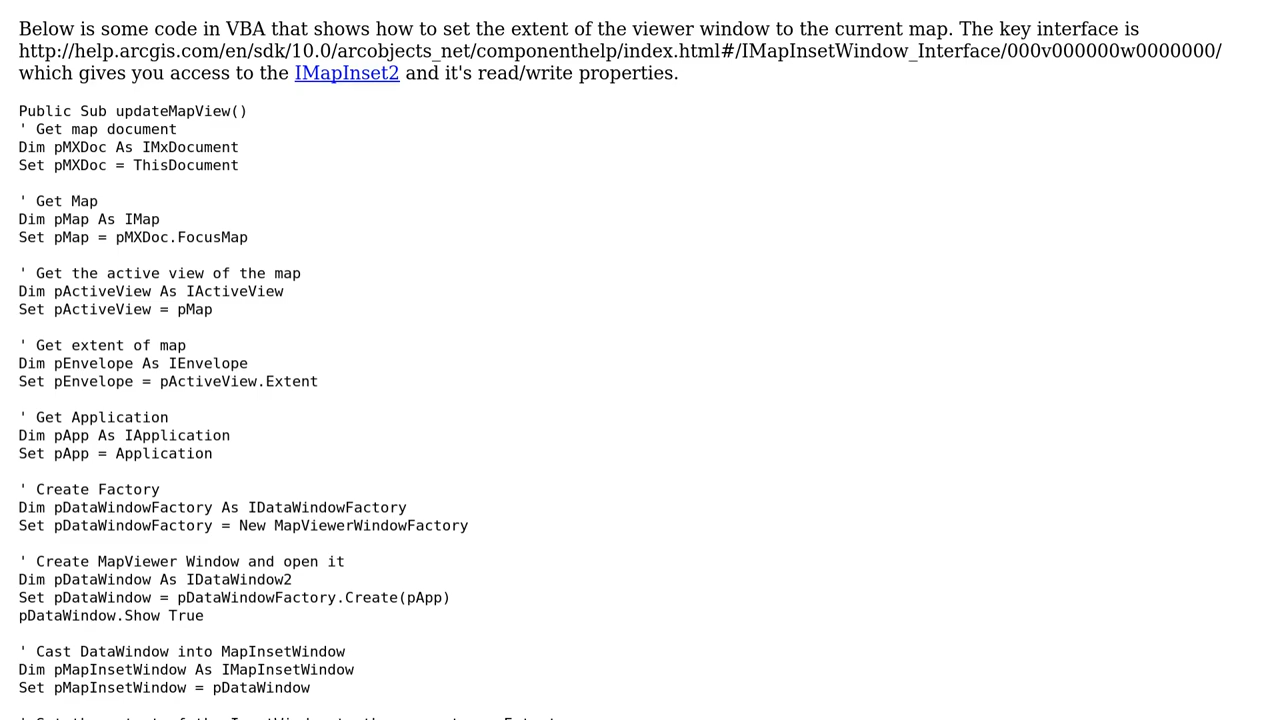 Below is some code in VBA that shows how to set the extent of the viewer window to the current map. The key interface is
http://help.arcgis.com/en/sdk/10.0/arcobjects_net/componenthelp/index.html#/IMapInsetWindow_Interface/000v000000w0000000/
which gives you access to the IMapInset2 and it's read/write properties.
Public Sub updateMapView()
' Get map document
Dim pMXDoc As IMxDocument
Set pMXDoc = ThisDocument
' Get Map
Dim pMap As IMap
Set pMap = pMXDoc.FocusMap
' Get the active view of the map
Dim pActiveView As IActiveView
Set pActiveView = pMap
' Get extent of map
Dim pEnvelope As IEnvelope
Set pEnvelope = pActiveView.Extent
' Get Application
Dim pApp As IApplication
Set pApp = Application
' Create Factory
Dim pDataWindowFactory As IDataWindowFactory
Set pDataWindowFactory = New MapViewerWindowFactory
' Create MapViewer Window and open it
Dim pDataWindow As IDataWindow2
Set pDataWindow = pDataWindowFactory.Create(pApp)
pDataWindow.Show True
' Cast DataWindow into MapInsetWindow
Dim pMapInsetWindow As IMapInsetWindow
Set pMapInsetWindow = pDataWindow